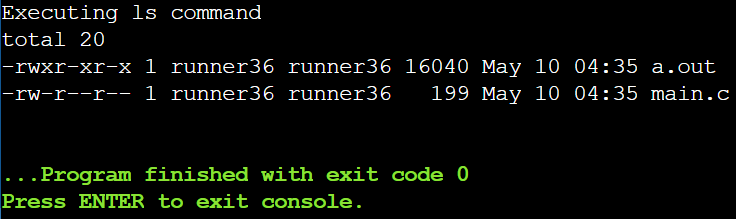 Executing ls command
total 20
-rwxr-xr-x 1 runner36 runner36 16040 May 10 04:35 a.out
-rw-r--r-- 1 runner36 runner36   199 May 10 04:35 main.c
...Program finished with exit code 0
Press ENTER to exit console.